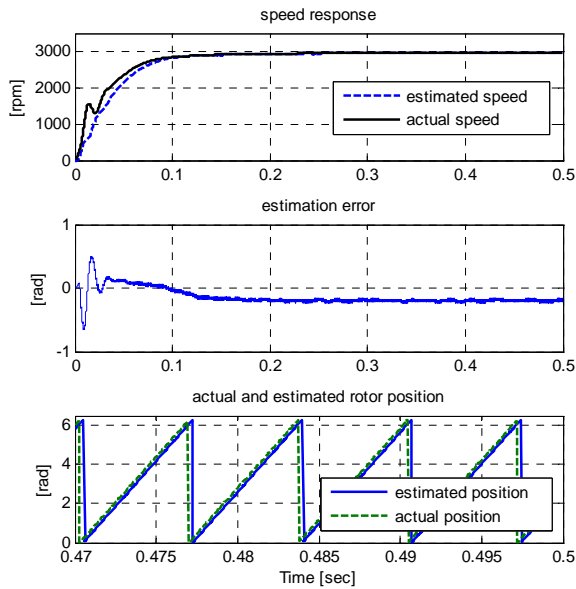 speed response
3000
2000
1000
0
[rpm]
estimated speed
actual speed
0 0.1 0.2 0.3 0.4 0.5
estimation error
1
0
-1
[rad]
0 0.1 0.2 0.3 0.4 0.5
actual and estimated rotor position
6
4
2
0
[rad]
estimated position
actual position
0.47 0.475 0.48 0.485 0.49 0.495 0.5
Time [sec]